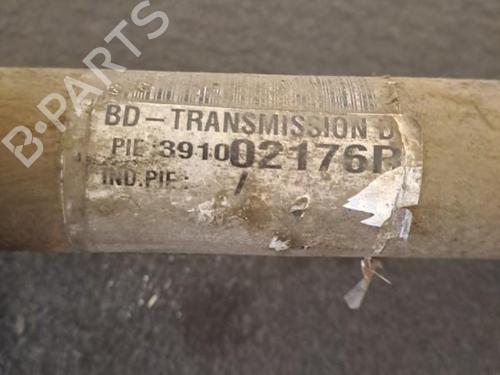 B-PARTS
BD-TRANSMISSION D
PIE:391002176R
IND.PIE: /